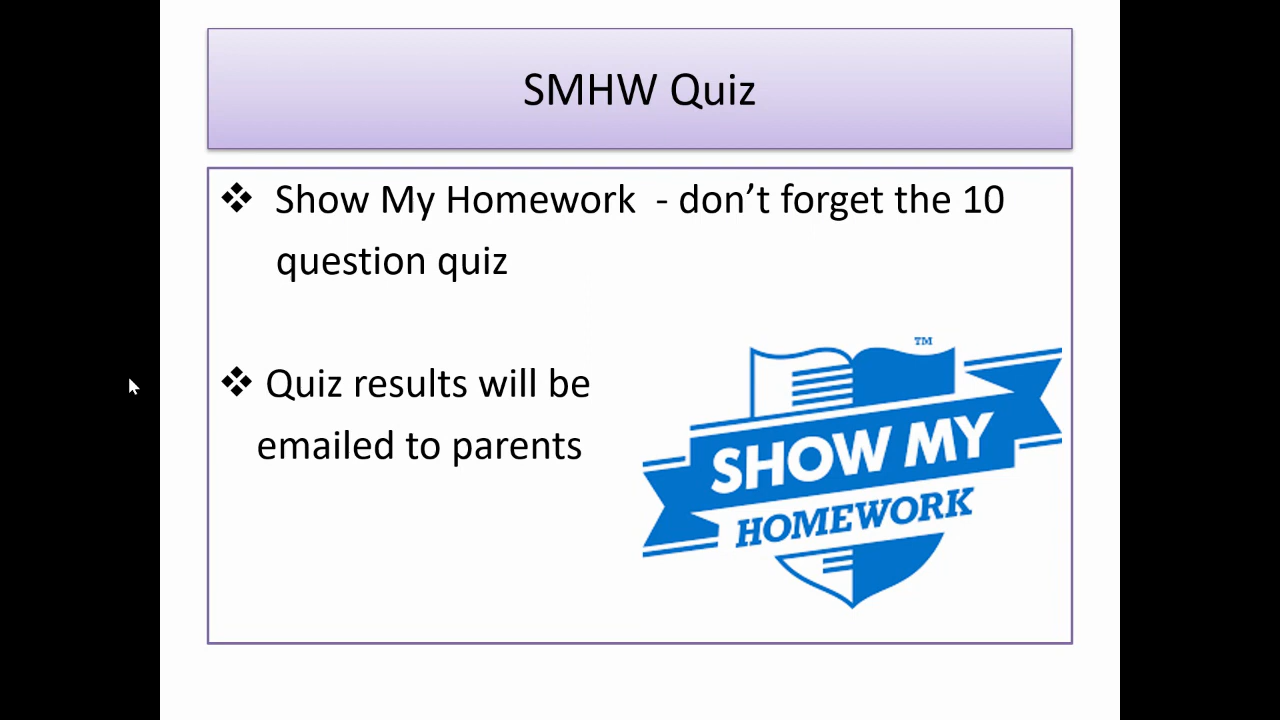 SMHW Quiz
❖ Show My Homework - don’t forget the 10
question quiz
❖ Quiz results will be
emailed to parents
TM
SHOW MY
HOMEWORK